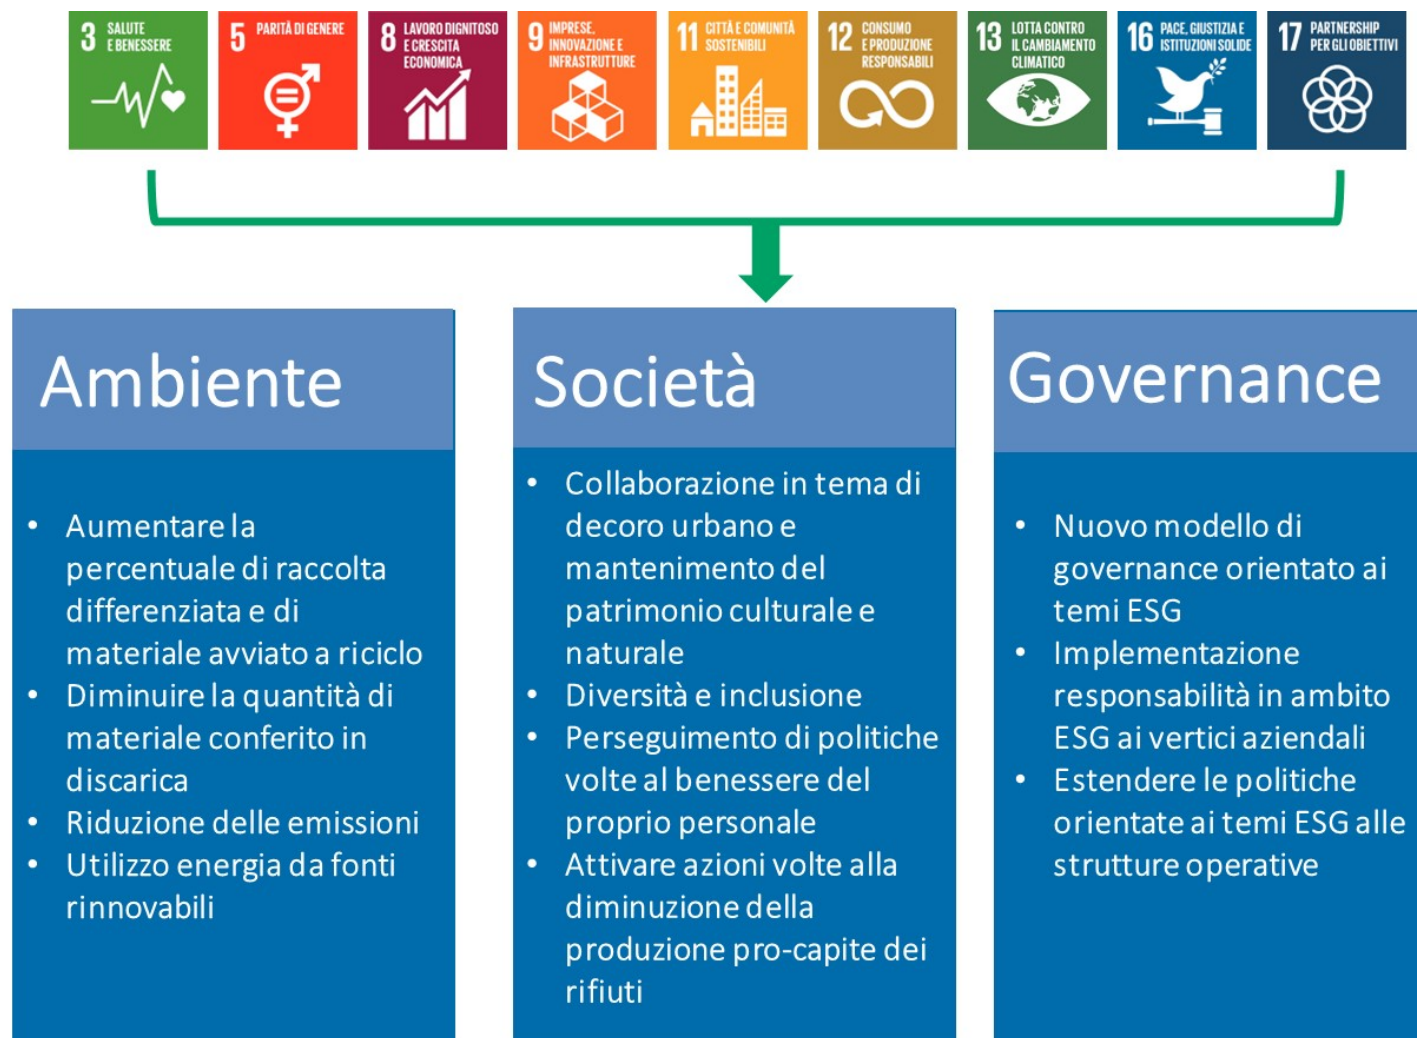 3 SALUTE
E BENESSERE
5 PARITÀ DI GENERE
8 LAVORO DIGNITOSO
E CRESCITA
ECONOMICA
9 IMPRESE,
INNOVAZIONE E
INFRASTRUTTURE
11 CITTÀ E COMUNITÀ
SOSTENIBILI
12 CONSUMO
E PRODUZIONE
RESPONSABILI
13 LOTTA CONTRO
IL CAMBIAMENTO
CLIMATICO
16 PACE, GIUSTIZIA E
ISTITUZIONI SOLIDE
17 PARTNERSHIP
PER GLI OBIETTIVI
Ambiente
• Aumentare la
percentuale di raccolta
differenziata e di
materiale avviato a riciclo
• Diminuire la quantità di
materiale conferito in
discarica
• Riduzione delle emissioni
• Utilizzo energia da fonti
rinnovabili
Società
• Collaborazione in tema di
decoro urbano e
mantenimento del
patrimonio culturale e
naturale
• Diversità e inclusione
• Perseguimento di politiche
volte al benessere del
proprio personale
• Attivare azioni volte alla
diminuzione della
produzione pro-capite dei
rifiuti
Governance
• Nuovo modello di
governance orientato ai
temi ESG
• Implementazione
responsabilità in ambito
ESG ai vertici aziendali
• Estendere le politiche
orientate ai temi ESG alle
strutture operative